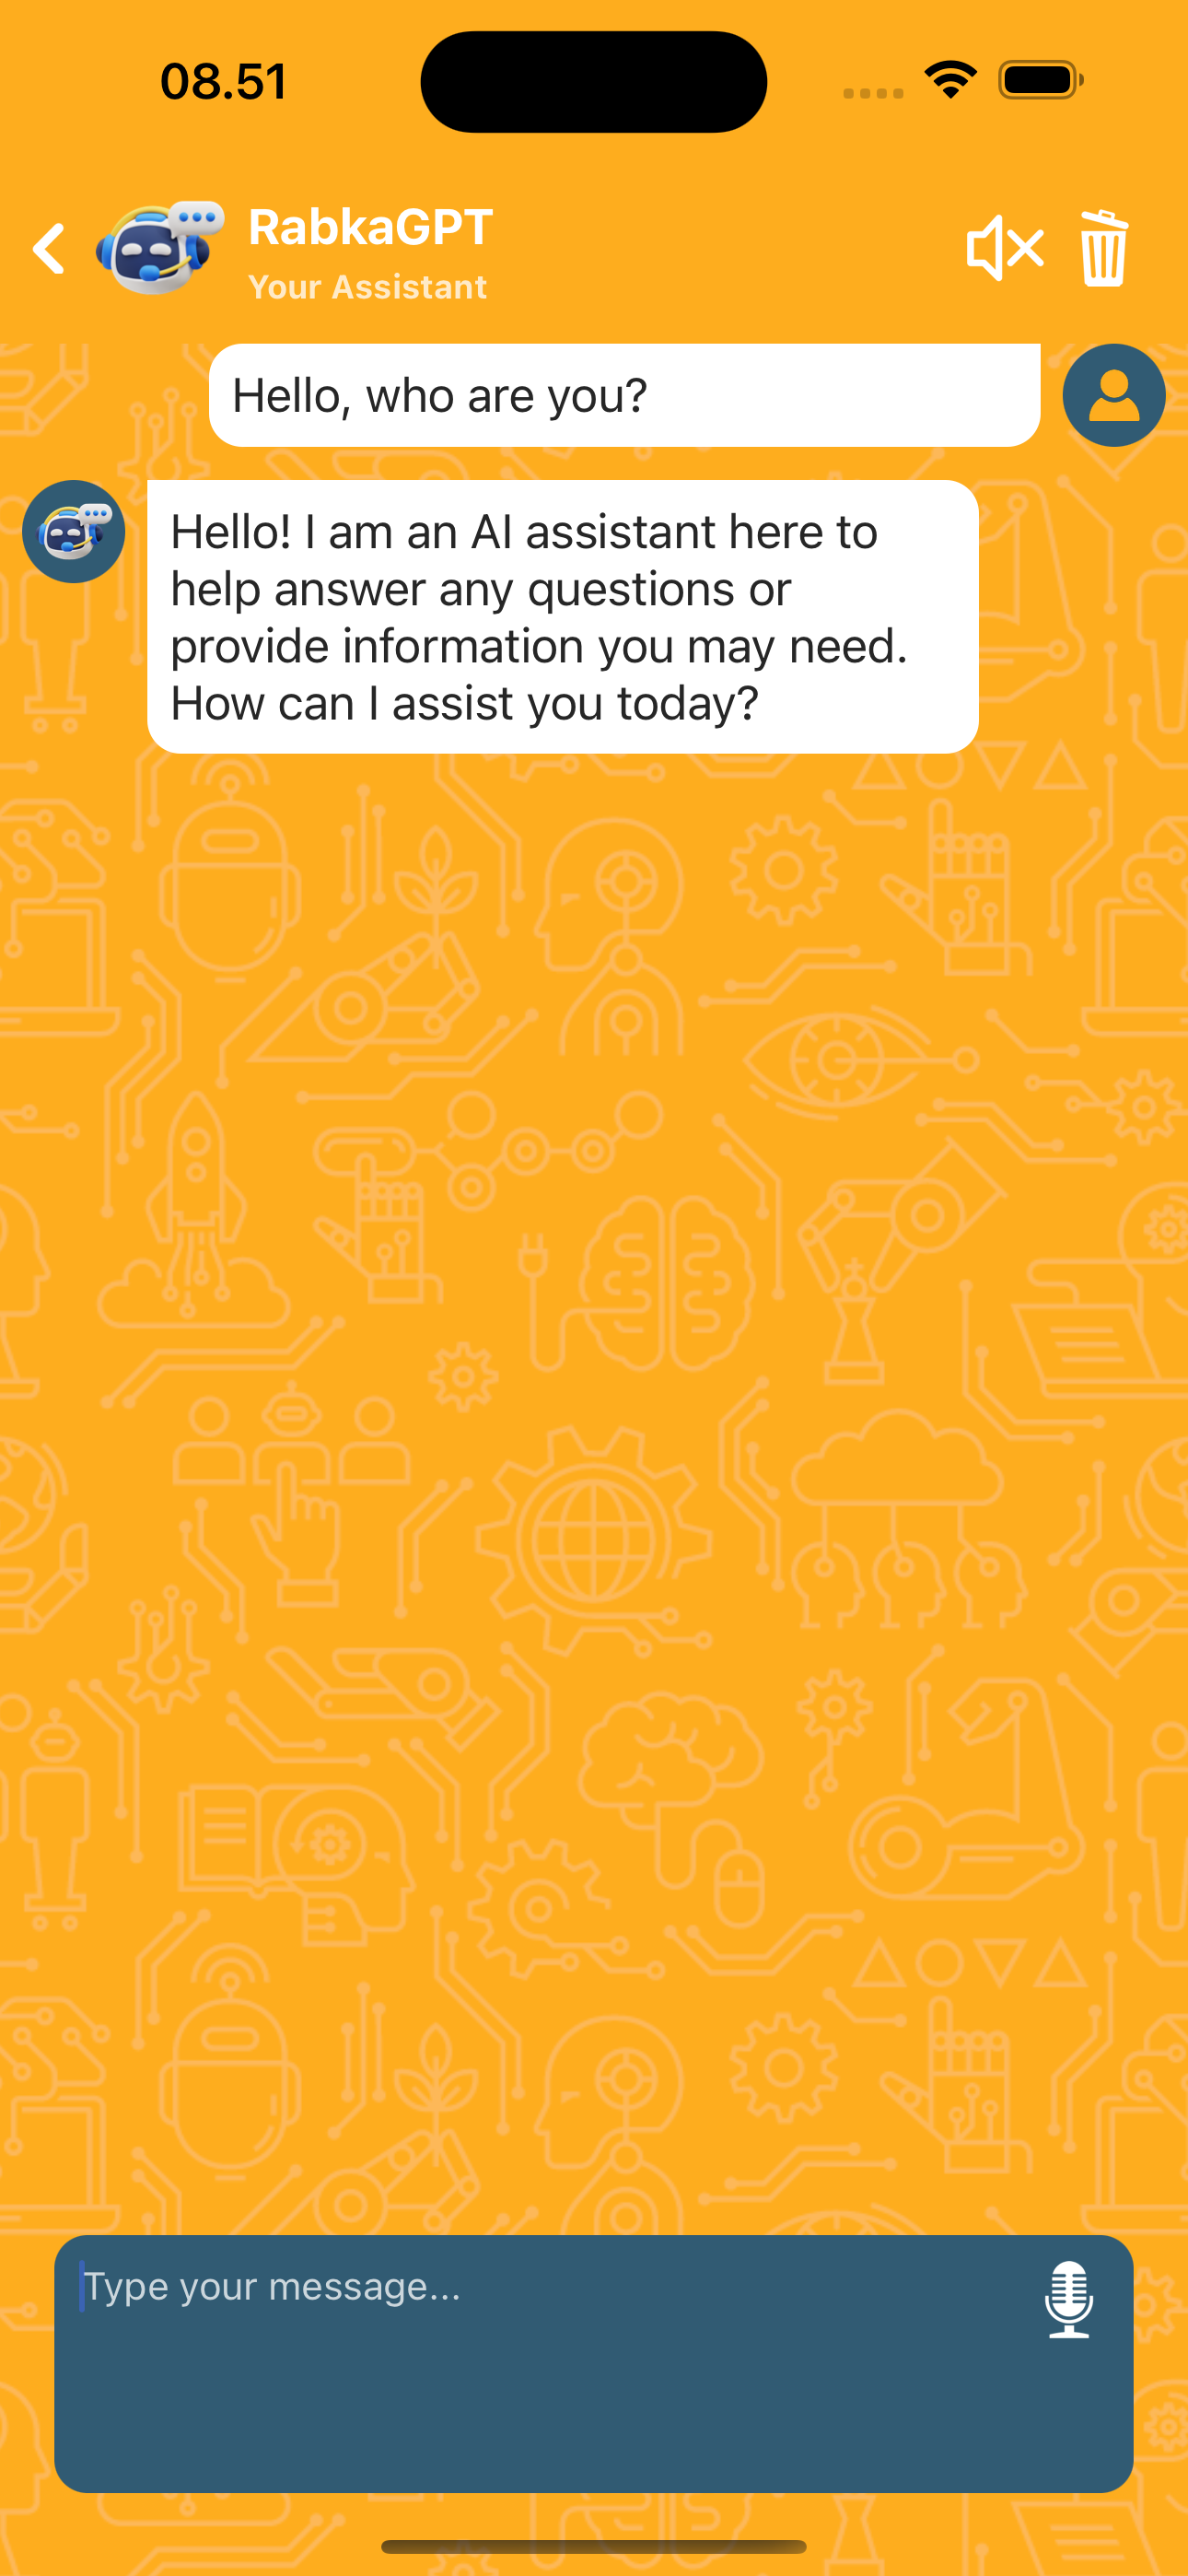 08.51
RabkaGPT
Your Assistant
Hello, who are you?
Hello! I am an AI assistant here to
help answer any questions or
provide information you may need.
How can I assist you today?
Type your message...